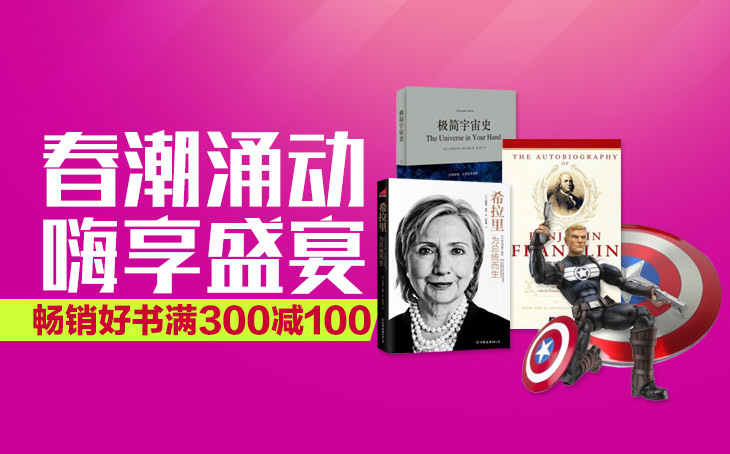 春潮涌动
嗨享盛宴
畅销好书满300减100
极简宇宙史
The Universe in Your Hand
希拉里
为总统而生
THE AUTOBIOGRAPHY
OF
BENJAMIN
FRANKLIN